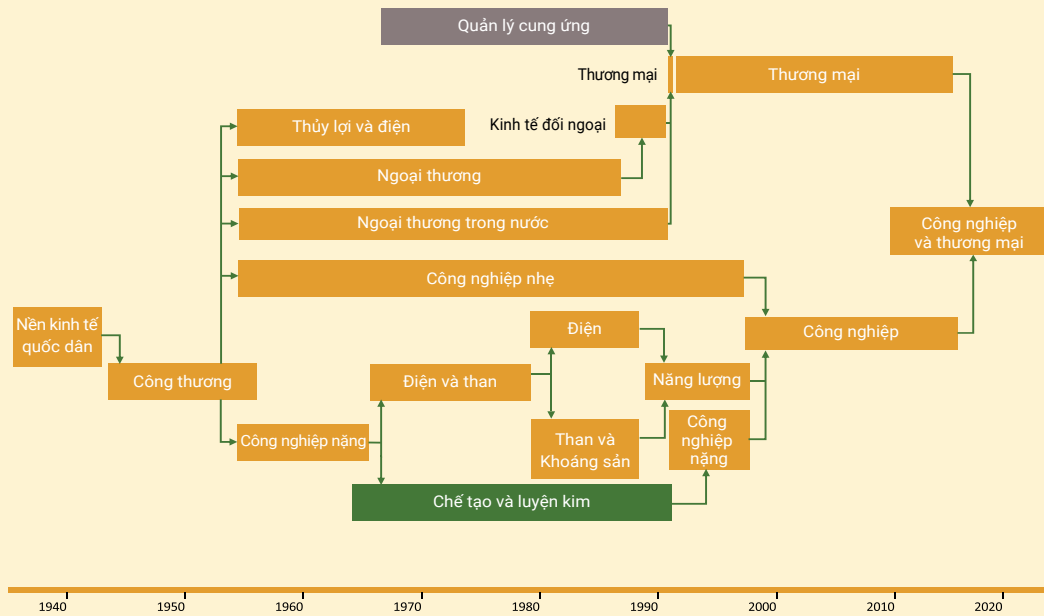 Quản lý cung ứng
Thương mại
Thương mại
Kinh tế đối ngoại
Thủy lợi và điện
Ngoại thương
Ngoại thương trong nước
Công nghiệp
và thương mại
Công nghiệp nhẹ
Nền kinh tế
quốc dân
Điện
Công nghiệp
Công thương
Điện và than
Năng lượng
Công nghiệp nặng
Than và
Khoáng sản
Công
nghiệp
nặng
Chế tạo và luyện kim
1940
1950
1960
1970
1980
1990
2000
2010
2020